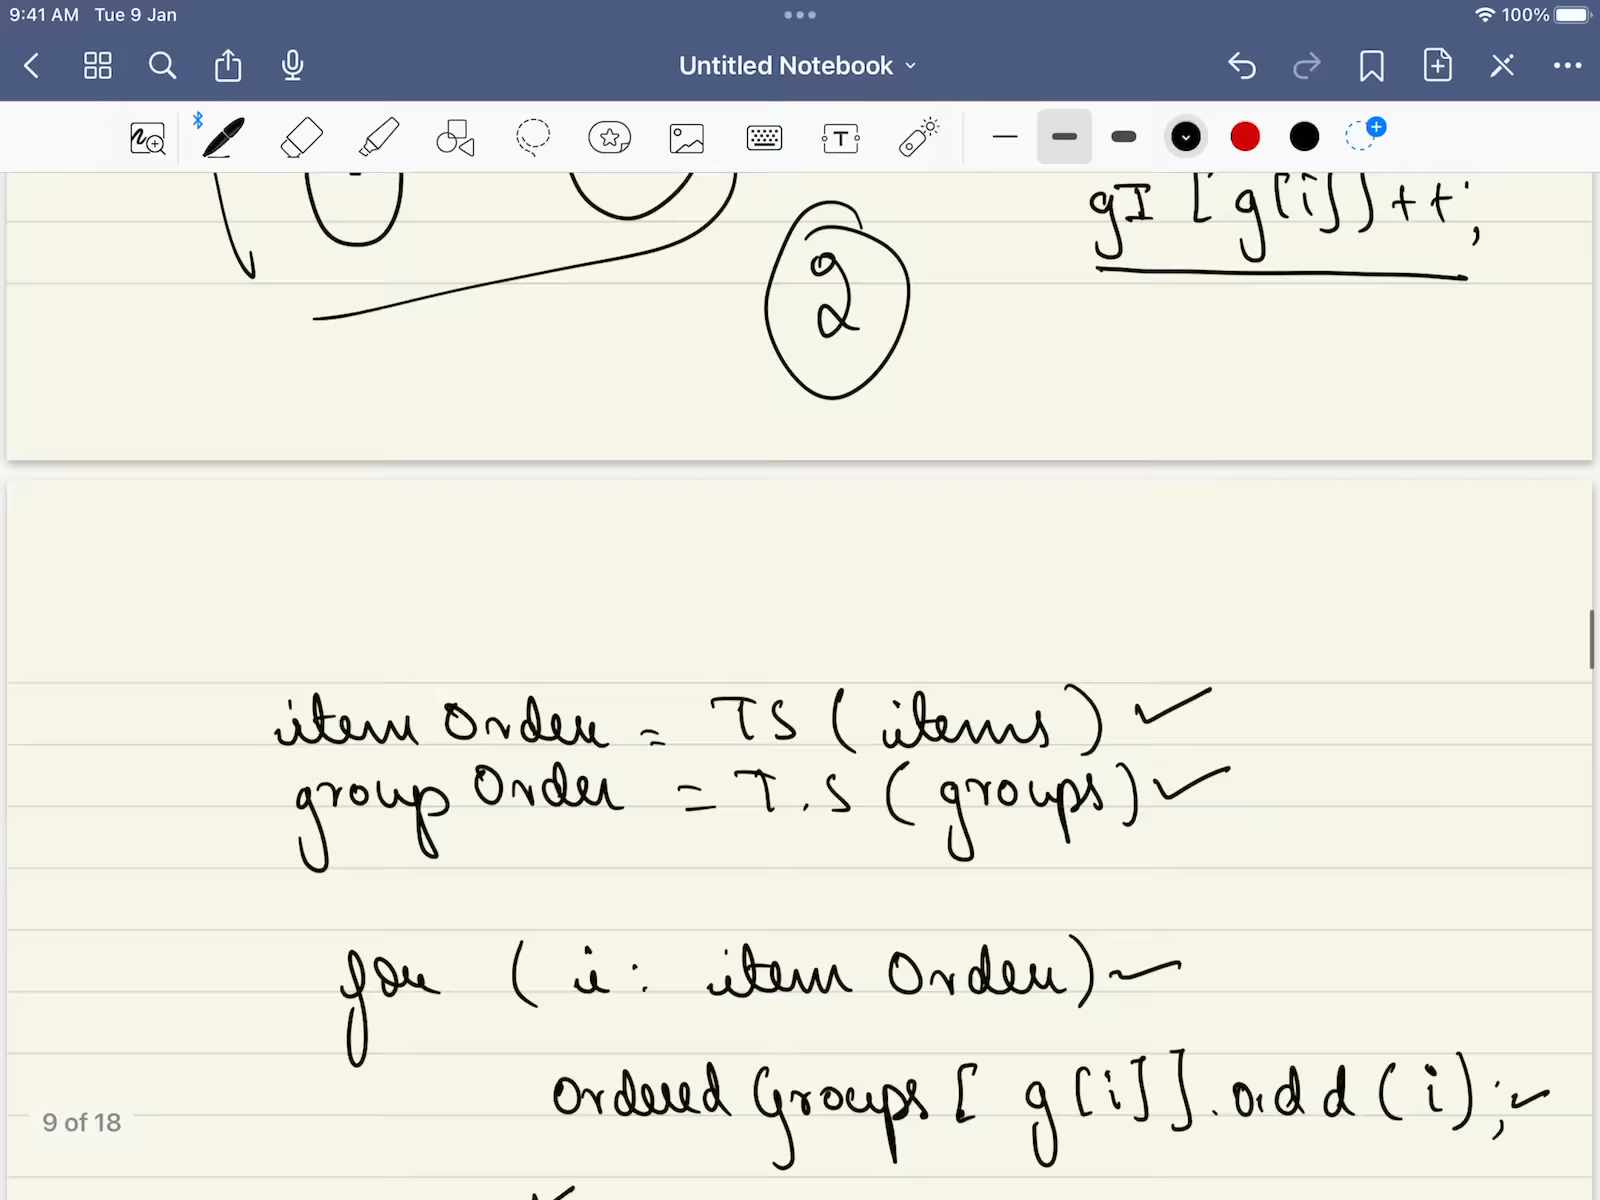 9:41 AM Tue 9 Jan 100%
Untitled Notebook
T
gI [g[i]]++;
g
2
item Order = TS (items)
group Order = T.S (groups)
for (i: item Order)
ordered Groups [g[i]].add(i);
9 of 18